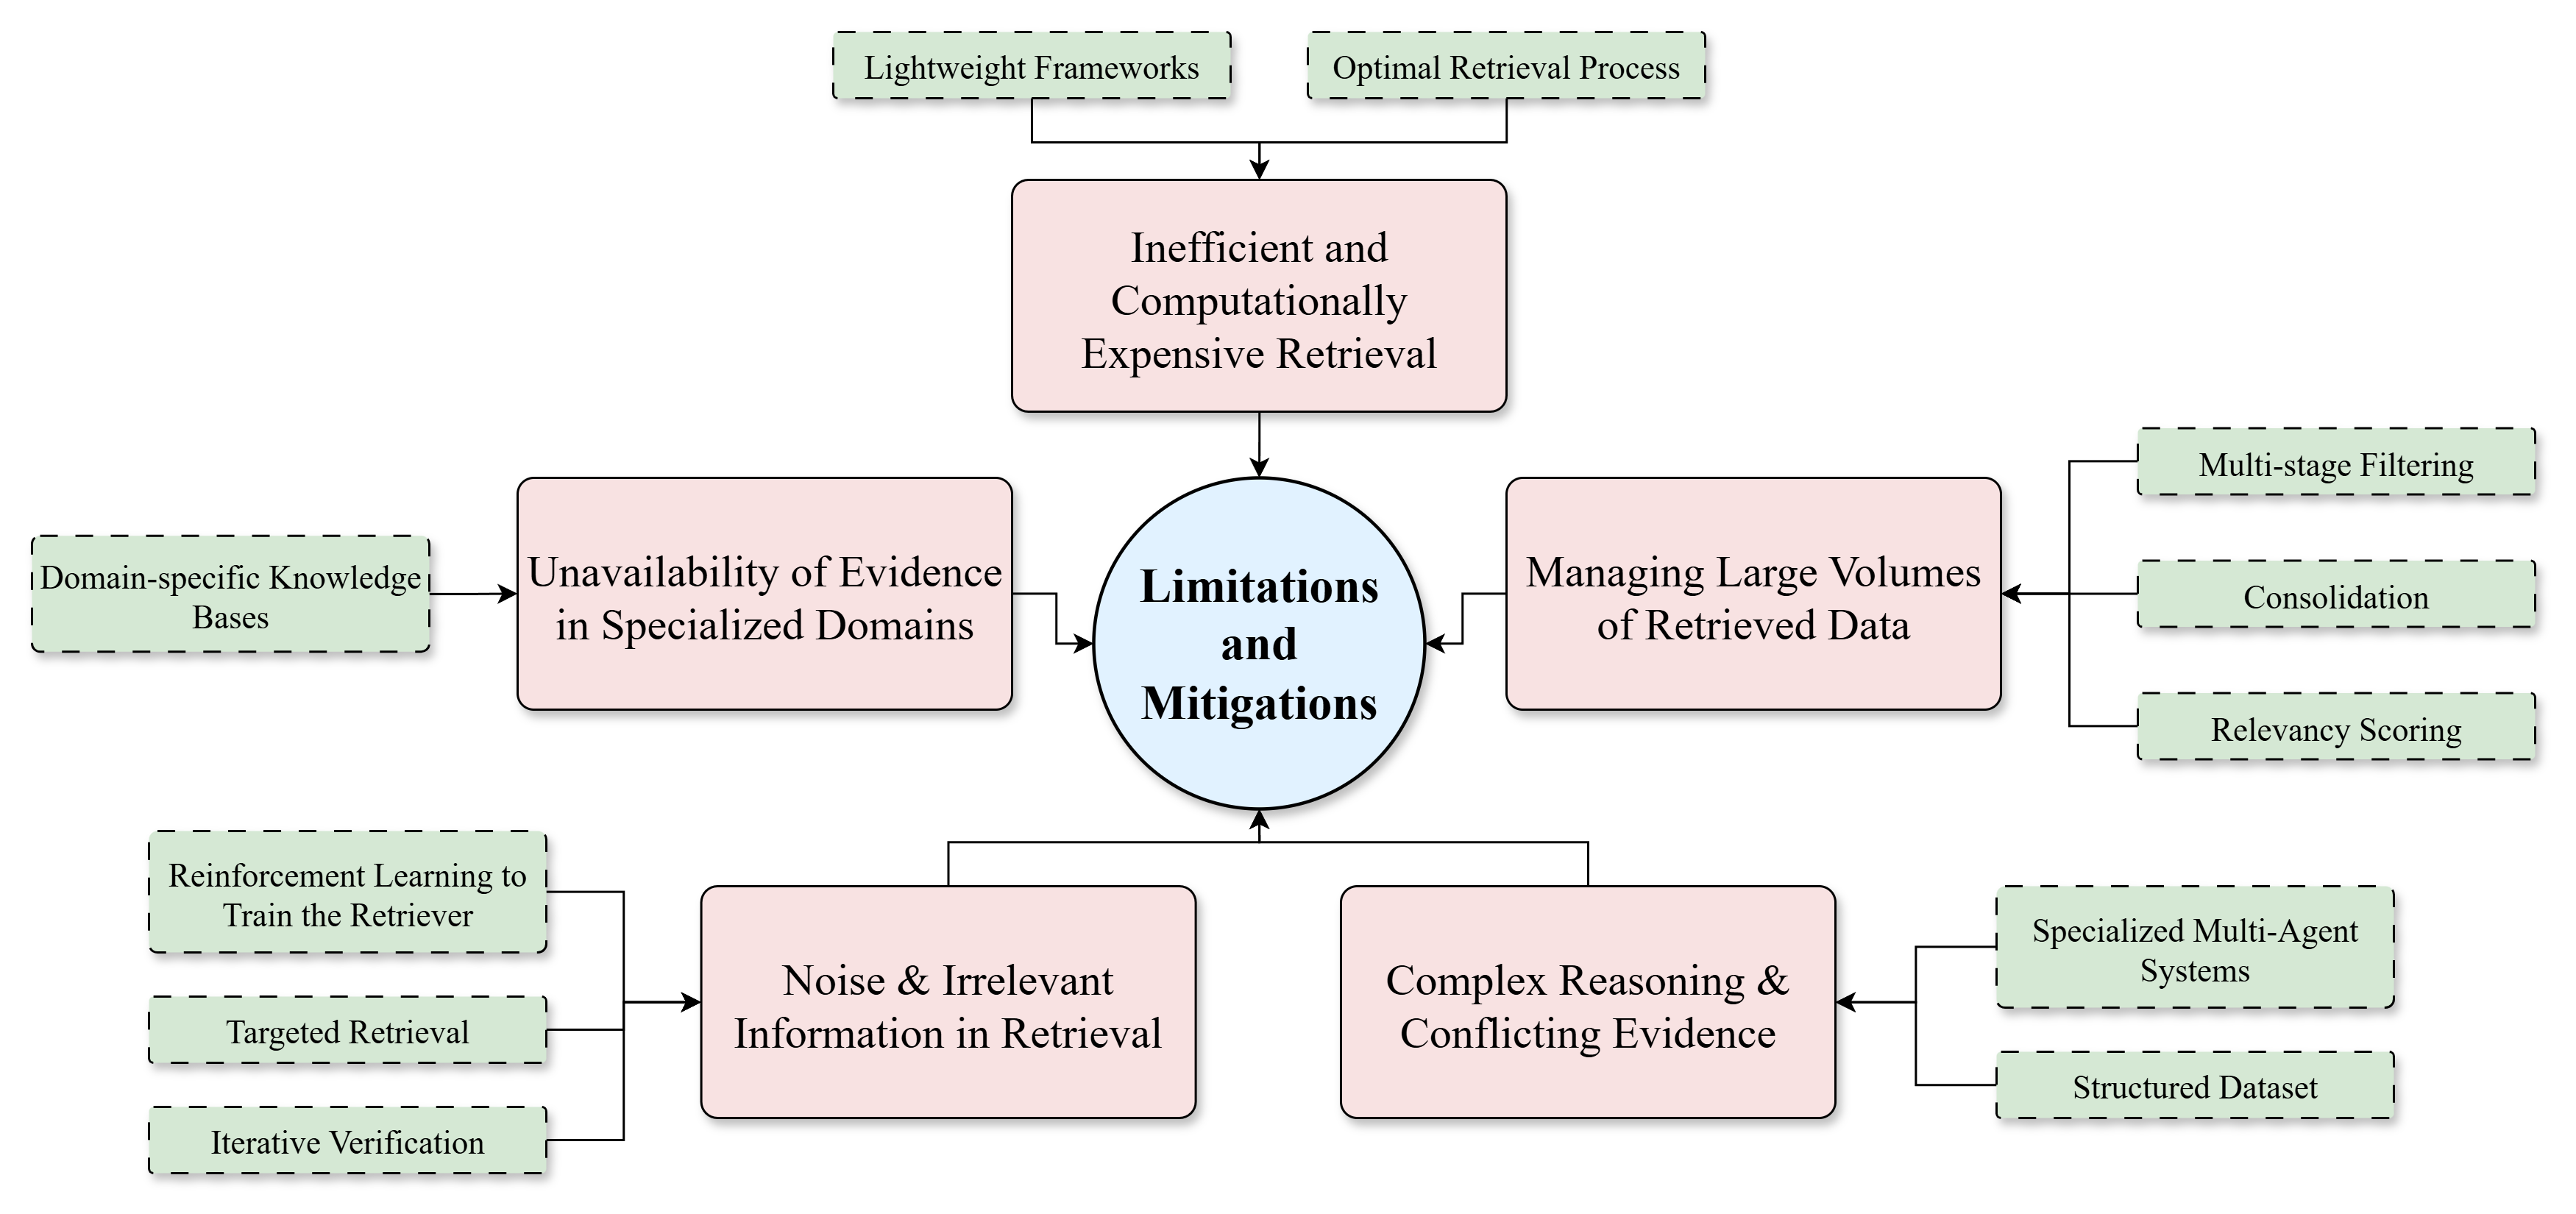 Lightweight Frameworks
Optimal Retrieval Process
Inefficient and
Computationally
Expensive Retrieval
Domain-specific Knowledge
Bases
Unavailability of Evidence
in Specialized Domains
Limitations
and
Mitigations
Managing Large Volumes
of Retrieved Data
Multi-stage Filtering
Consolidation
Relevancy Scoring
Reinforcement Learning to
Train the Retriever
Targeted Retrieval
Iterative Verification
Noise & Irrelevant
Information in Retrieval
Complex Reasoning &
Conflicting Evidence
Specialized Multi-Agent
Systems
Structured Dataset